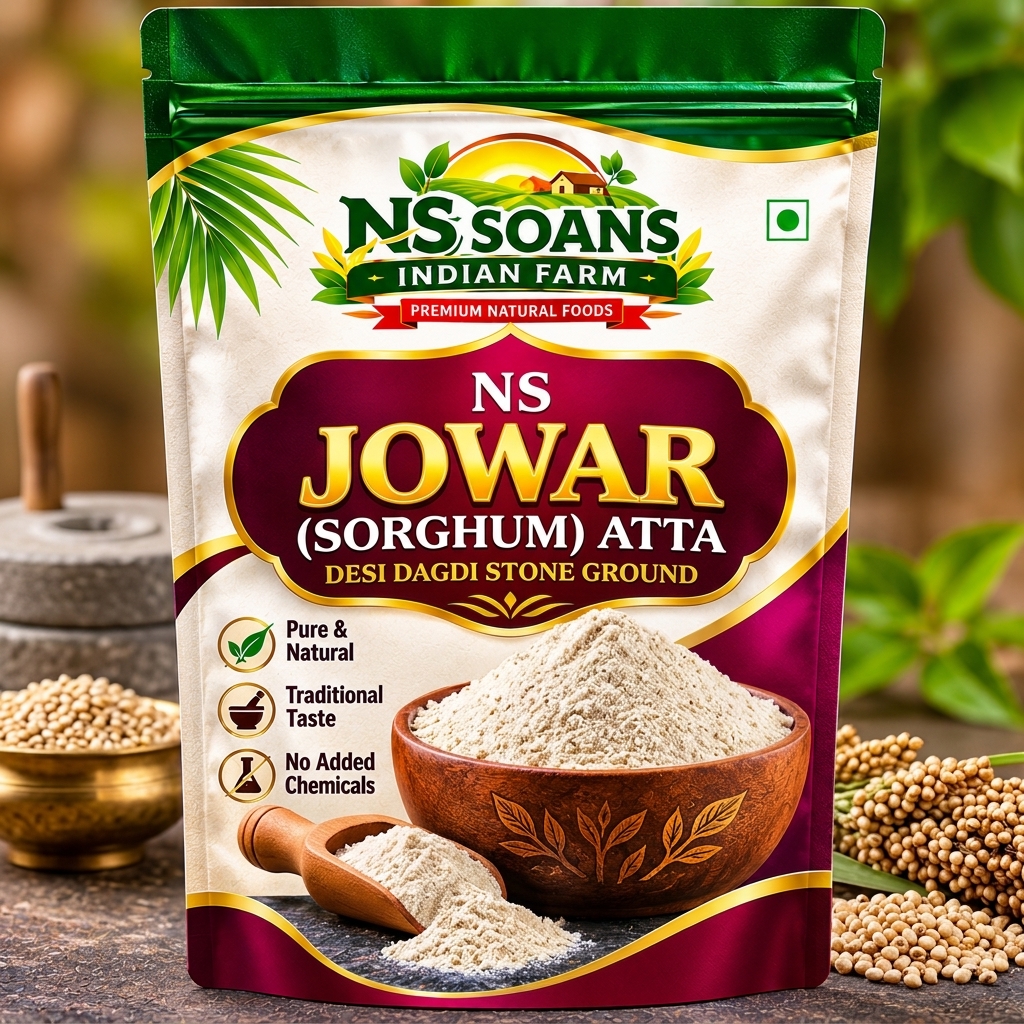 NS SOANS
INDIAN FARM
PREMIUM NATURAL FOODS
NS
JOWAR
(SORGHUM) ATTA
DESI DAGDI STONE GROUND
Pure &
Natural
Traditional
Taste
No Added
Chemicals